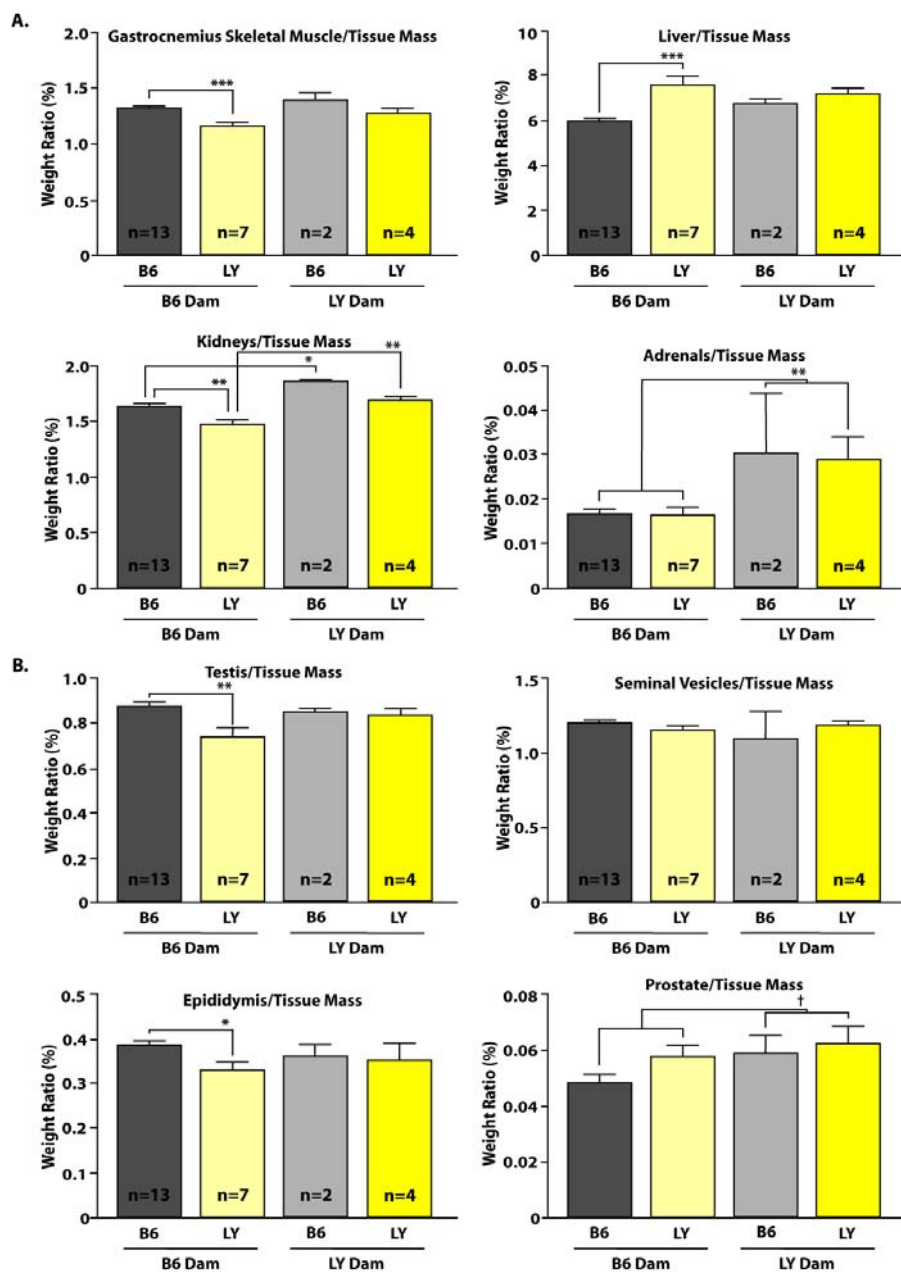 A.
Gastrocnemius Skeletal Muscle/Tissue Mass
Weight Ratio (%)
2.0
1.5
1.0
0.5
0
***
n=13
n=7
n=2
n=4
B6
LY
B6
LY
B6 Dam
LY Dam
Liver/Tissue Mass
Weight Ratio (%)
10
8
6
4
2
0
***
n=13
n=7
n=2
n=4
B6
LY
B6
LY
B6 Dam
LY Dam
Kidneys/Tissue Mass
Weight Ratio (%)
2.0
1.5
1.0
0.5
0
**
*
**
n=13
n=7
n=2
n=4
B6
LY
B6
LY
B6 Dam
LY Dam
Adrenals/Tissue Mass
Weight Ratio (%)
0.05
0.04
0.03
0.02
0.01
0
**
n=13
n=7
n=2
n=4
B6
LY
B6
LY
B6 Dam
LY Dam
B.
Testis/Tissue Mass
Weight Ratio (%)
1.0
0.8
0.6
0.4
0.2
0
**
n=13
n=7
n=2
n=4
B6
LY
B6
LY
B6 Dam
LY Dam
Seminal Vesicles/Tissue Mass
Weight Ratio (%)
1.5
1.0
0.5
0
n=13
n=7
n=2
n=4
B6
LY
B6
LY
B6 Dam
LY Dam
Epididymis/Tissue Mass
Weight Ratio (%)
0.5
0.4
0.3
0.2
0.1
0
*
n=13
n=7
n=2
n=4
B6
LY
B6
LY
B6 Dam
LY Dam
Prostate/Tissue Mass
Weight Ratio (%)
0.08
0.06
0.04
0.02
0
†
B6
LY
B6
LY
B6 Dam
LY Dam